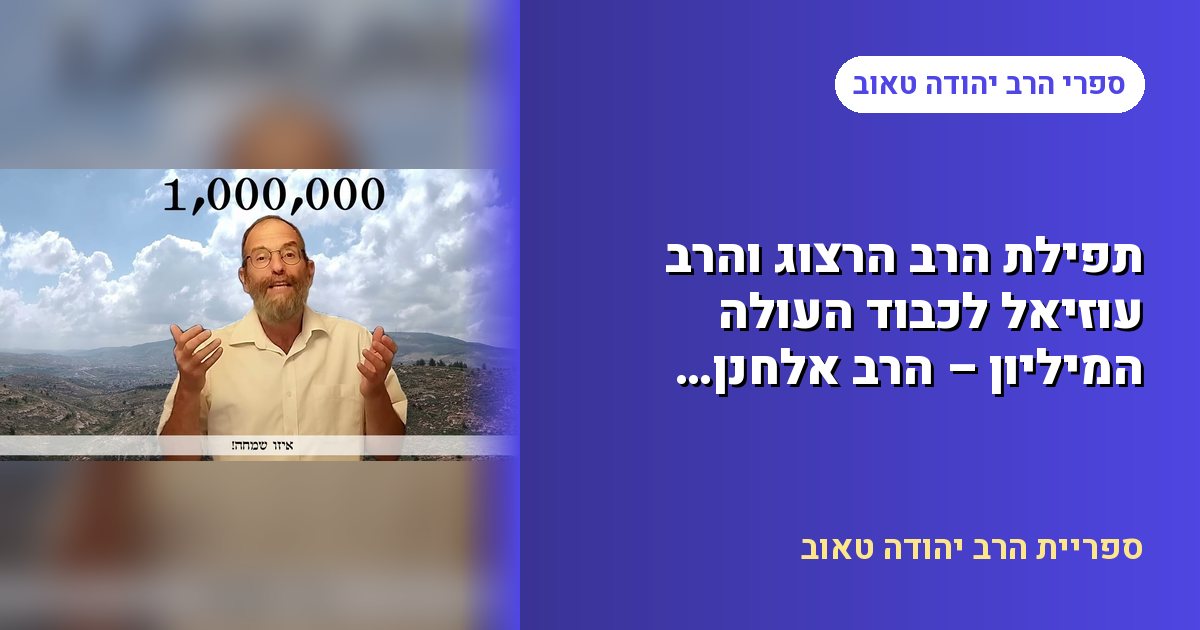 ספרי הרב יהודה טאוב
1,000,000
תפילת הרב הרצוג והרב
עוזיאל לכבוד העולה
המיליון – הרב אלחנן...
איזו שמחה!
ספריית הרב יהודה טאוב